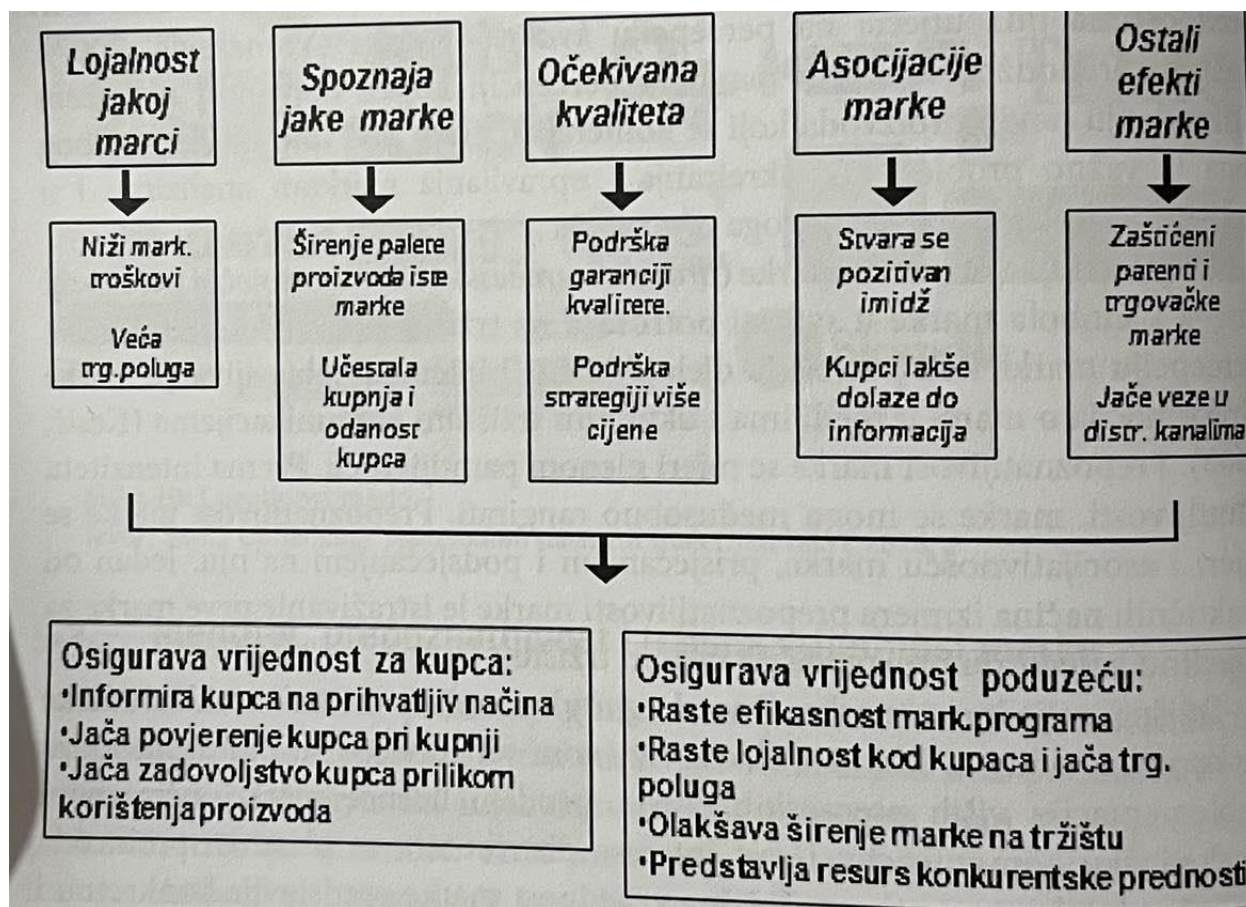 Lojalnost
jakoj
marci
Spoznaja
jake marke
Očekivana
kvaliteta
Asocijacije
marke
Ostali
efekti
marke
Niži mark.
troškovi
Veća
trg.poluga
Širenje palete
proizvoda iste
marke
Učestala
kupnja i
odanost
kupca
Podrška
garanciji
kvalitete.
Podrška
strategiji više
cijene
Stvara se
pozitivan
imidž
Kupci lakše
dolaze do
informacija
Zaštićeni
patenti i
trgovačke
marke
Jače veze u
distr. kanalima
Osigurava vrijednost za kupca:
•Informira kupca na prihvatljiv načina
•Jača povjerenje kupca pri kupnji
•Jača zadovoljstvo kupca prilikom
korištenja proizvoda
Osigurava vrijednost poduzeću:
•Raste efikasnost mark.programa
•Raste lojalnost kod kupaca i jača trg.
poluga
•Olakšava širenje marke na tržištu
•Predstavlja resurs konkurentske prednosti